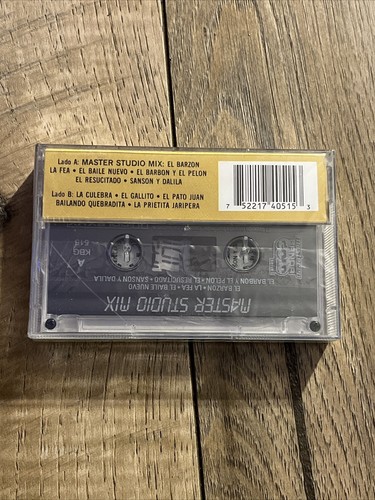 Lado A: MASTER STUDIO MIX: EL BARZON
LA FEA • EL BAILE NUEVO • EL BARBON Y EL PELON
EL RESUCITADO • SANSON Y DALILA
Lado B: LA CULEBRA • EL GALLITO • EL PATO JUAN
BAILANDO QUEBRADITA • LA PRIETITA JARIPERA
7 52217 40515 3
A
KBG
515
EL BARBON Y EL PELON • EL RESUCITADO • SANSON Y DALILA
EL BARZON • LA FEA • EL BAILE NUEVO
MASTER STUDIO MIX